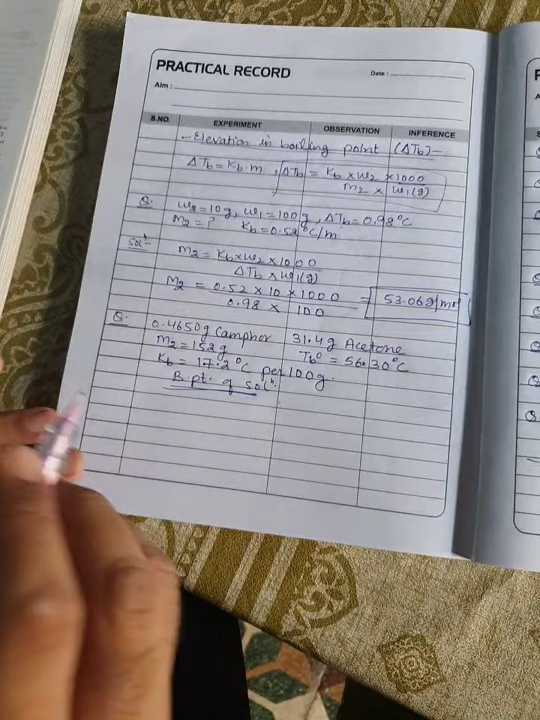 PRACTICAL RECORD
Date :
Aim :
S.NO. EXPERIMENT OBSERVATION INFERENCE
- Elevation in boiling point (ΔTb) -
ΔTb = Kb·m , ΔTb = Kb × w2 × 1000
M2 × w1(g)
Q. w2 = 10g, w1 = 100g, ΔTb = 0.98°C
M2 = ? Kb = 0.52°C/m
Solⁿ M2 = Kb × w2 × 1000
ΔTb × w1(g)
M2 = 0.52 × 10 × 1000 = 53.06g/mol
0.98 × 100
Q. 0.4650g Camphor 31.4g Acetone
M2 = 152g Tb° = 56.30°C
Kb = 17.2°C per 100g.
B.pt. of solⁿ.